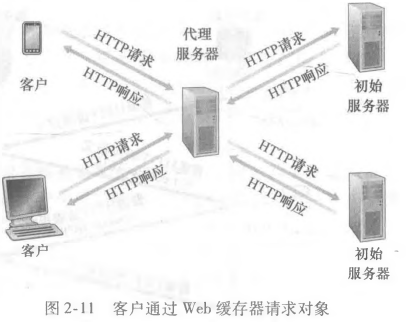 代理
服务器
HTTP请求
HTTP响应
客户
HTTP请求
HTTP响应
初始
服务器
HTTP请求
HTTP响应
客户
HTTP请求
HTTP响应
初始
服务器
图 2-11 客户通过 Web 缓存器请求对象